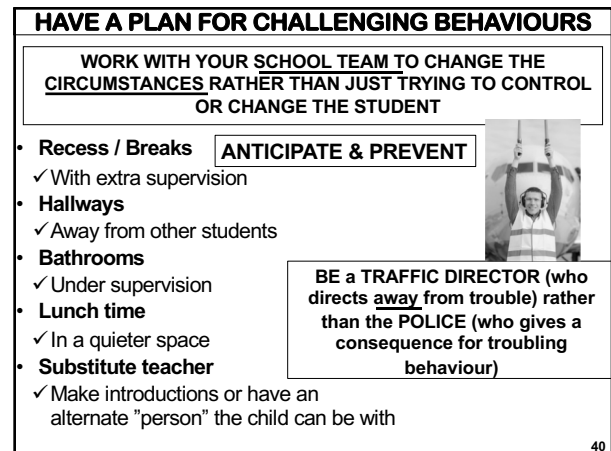 HAVE A PLAN FOR CHALLENGING BEHAVIOURS
WORK WITH YOUR SCHOOL TEAM TO CHANGE THE
CIRCUMSTANCES RATHER THAN JUST TRYING TO CONTROL
OR CHANGE THE STUDENT
• Recess / Breaks
ANTICIPATE & PREVENT
✓With extra supervision
• Hallways
✓Away from other students
• Bathrooms
✓Under supervision
• Lunch time
✓In a quieter space
• Substitute teacher
✓Make introductions or have an
alternate ”person” the child can be with
BE a TRAFFIC DIRECTOR (who
directs away from trouble) rather
than the POLICE (who gives a
consequence for troubling
behaviour)
40